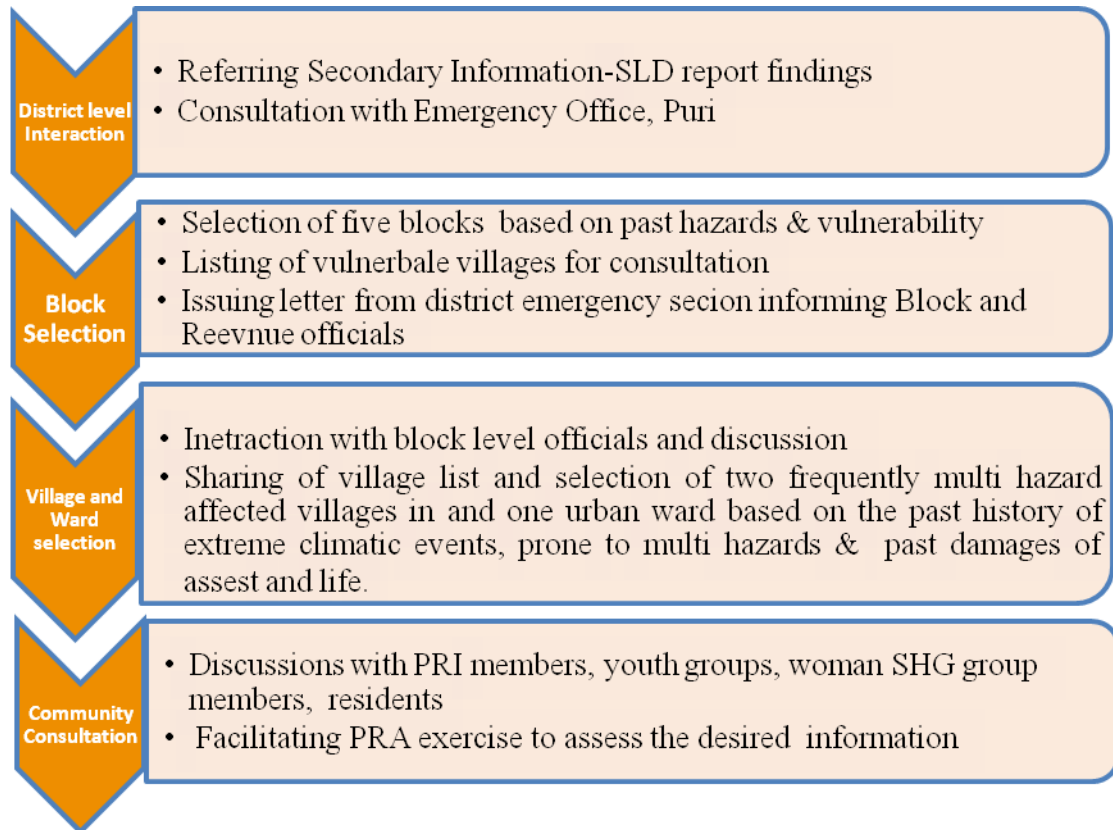 District level
Interaction
• Referring Secondary Information-SLD report findings
• Consultation with Emergency Office, Puri
Block
Selection
• Selection of five blocks based on past hazards & vulnerability
• Listing of vulnerbale villages for consultation
• Issuing letter from district emergency secion informing Block and
Reevnue officials
Village and
Ward
selection
• Inetraction with block level officials and discussion
• Sharing of village list and selection of two frequently multi hazard
affected villages in and one urban ward based on the past history of
extreme climatic events, prone to multi hazards & past damages of
assest and life.
Community
Consultation
• Discussions with PRI members, youth groups, woman SHG group
members, residents
• Facilitating PRA exercise to assess the desired information